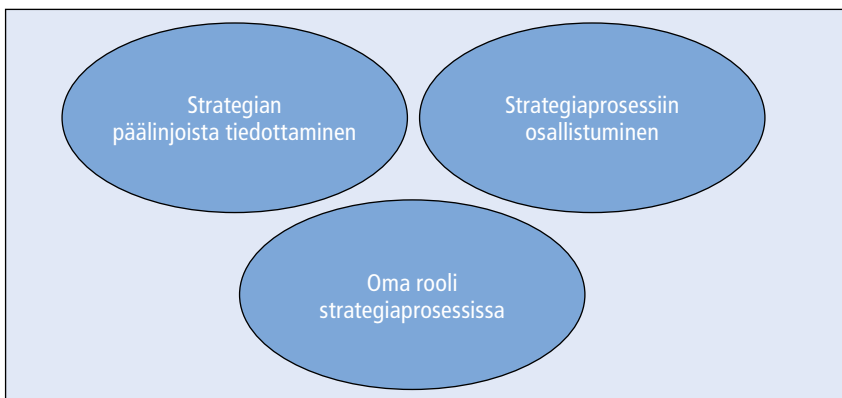 Strategian
päälinjoista tiedottaminen
Strategiaprosessiin
osallistuminen
Oma rooli
strategiaprosessissa